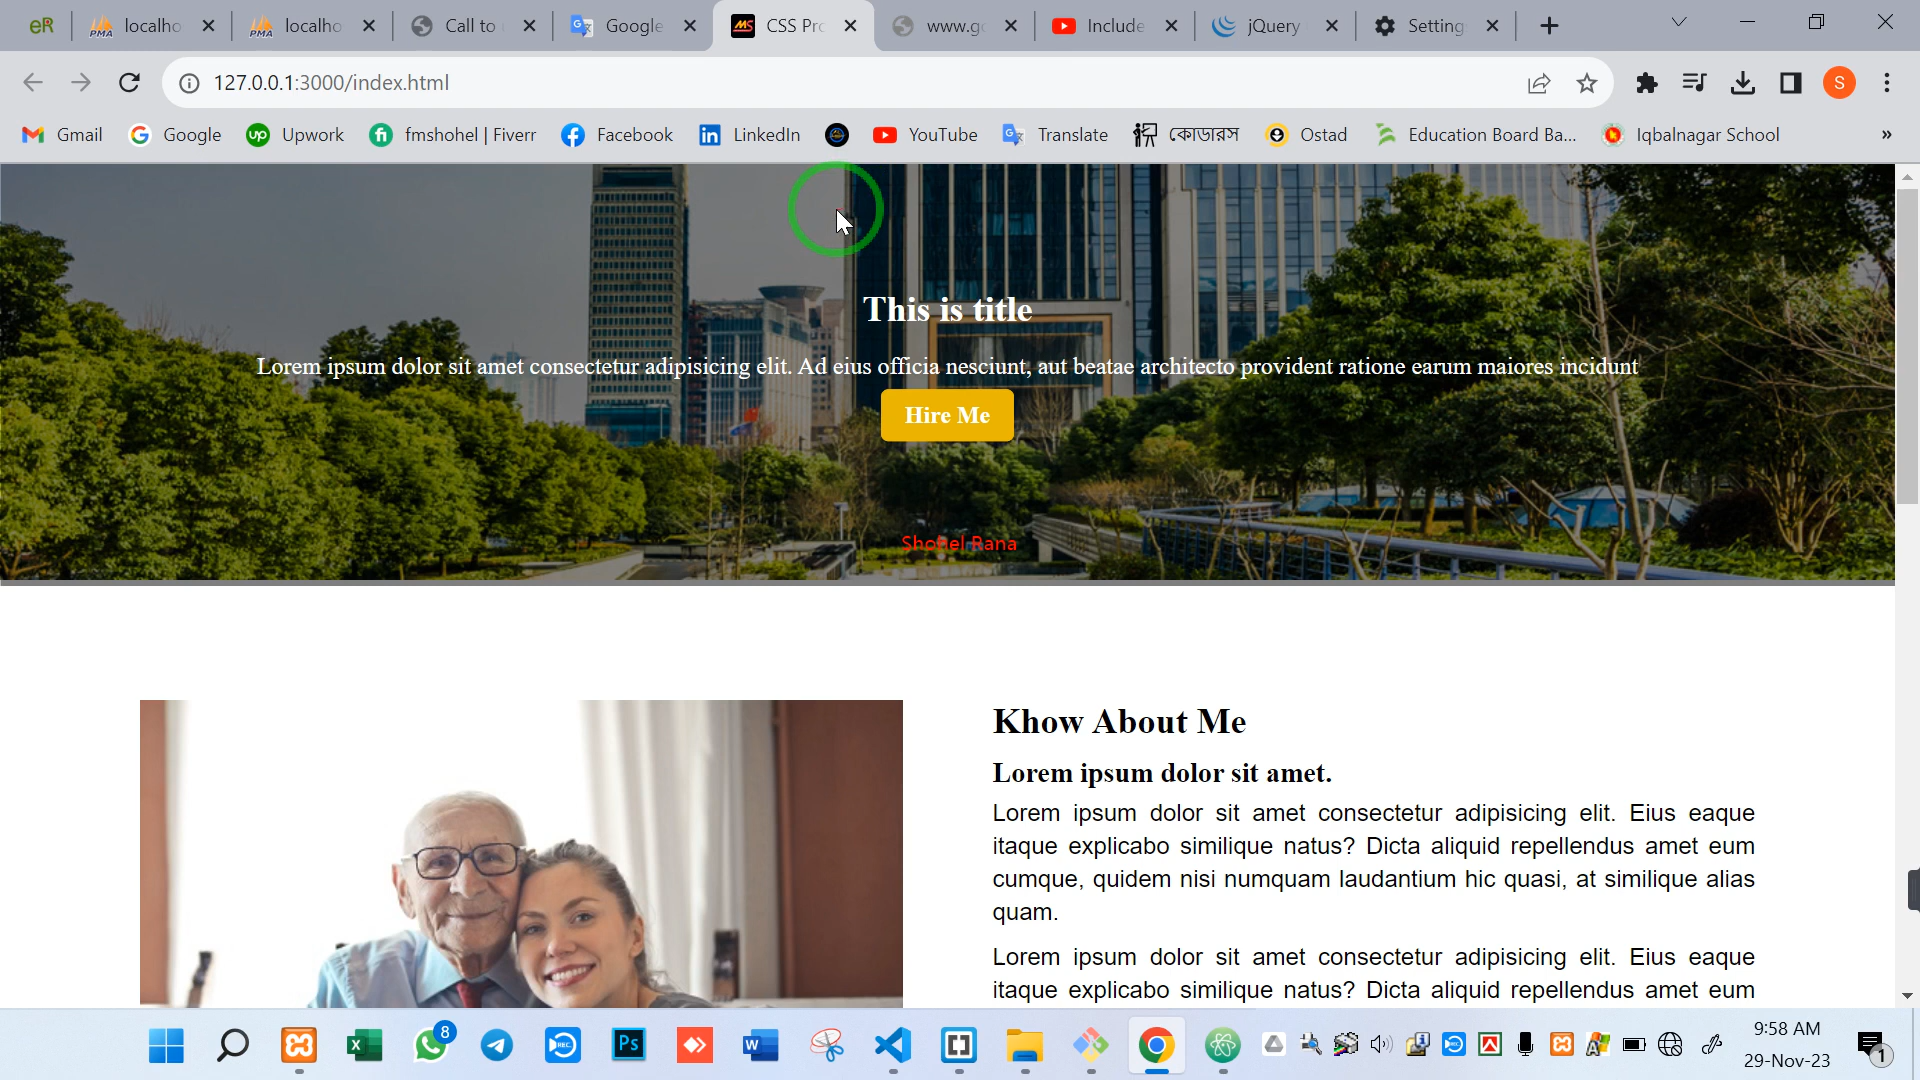 eR localho localho Call to Google CSS Pro www.go Include jQuery Setting
127.0.0.1:3000/index.html
S
Gmail Google Upwork fmshohel | Fiverr Facebook LinkedIn YouTube Translate কোডারস Ostad Education Board Ba... Iqbalnagar School »
This is title
Lorem ipsum dolor sit amet consectetur adipisicing elit. Ad eius officia nesciunt, aut beatae architecto provident ratione earum maiores incidunt
Hire Me
Shohel Rana
Khow About Me
Lorem ipsum dolor sit amet.
Lorem ipsum dolor sit amet consectetur adipisicing elit. Eius eaque
itaque explicabo similique natus? Dicta aliquid repellendus amet eum
cumque, quidem nisi numquam laudantium hic quasi, at similique alias
quam.
Lorem ipsum dolor sit amet consectetur adipisicing elit. Eius eaque
itaque explicabo similique natus? Dicta aliquid repellendus amet eum
8
9:58 AM
29-Nov-23
1